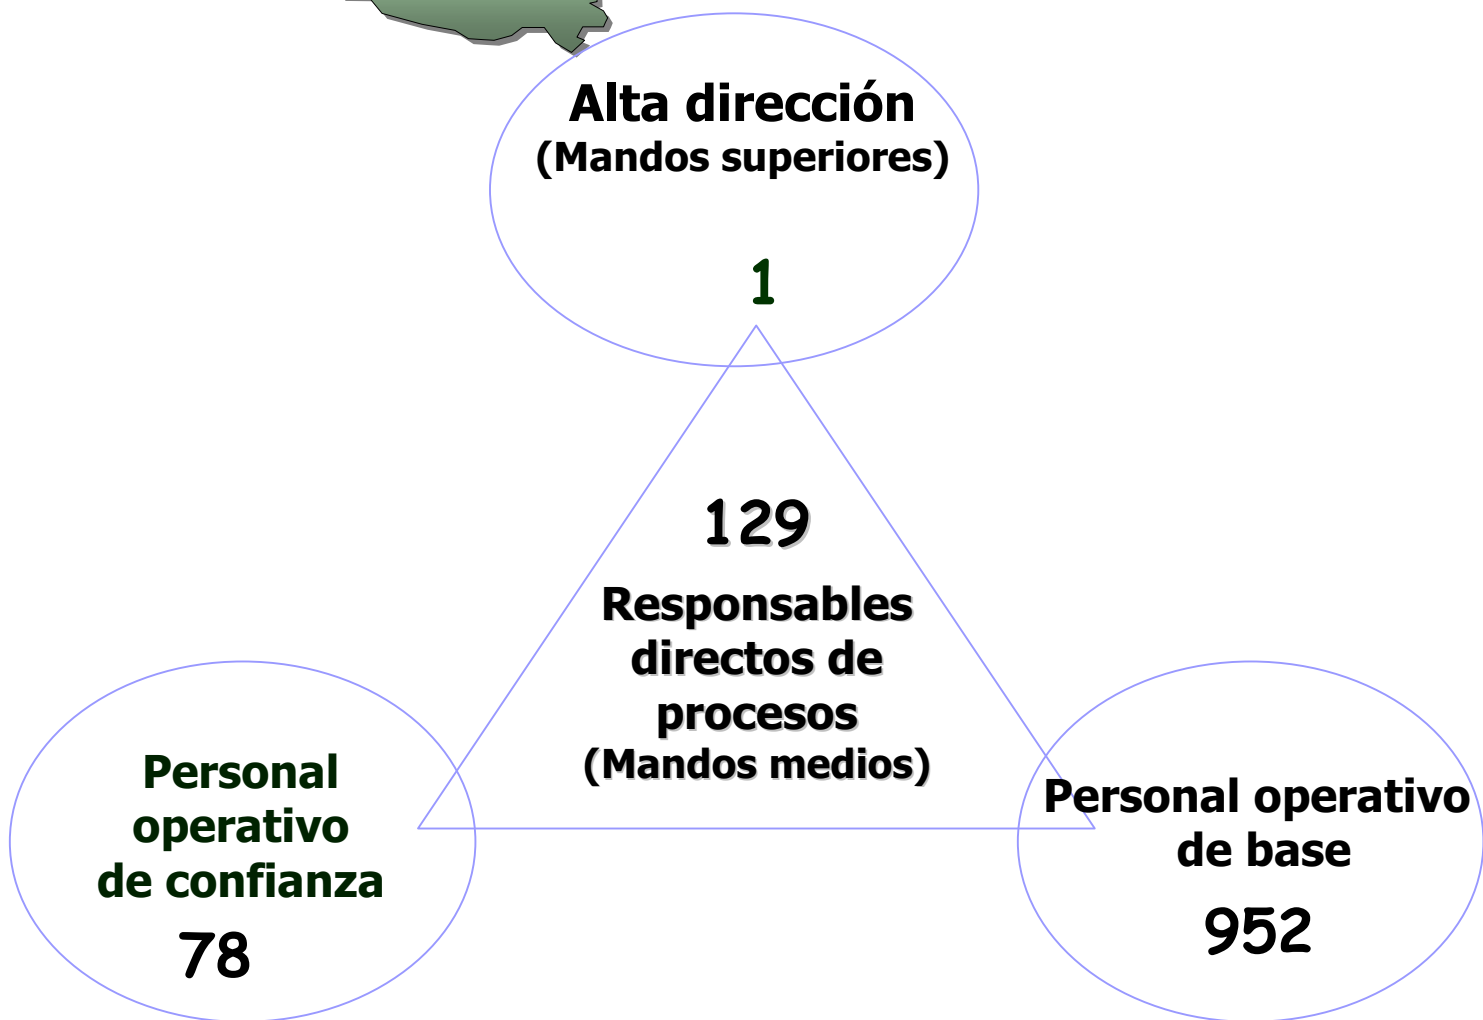 Alta dirección
(Mandos superiores)
1
129
Responsables
directos de
procesos
(Mandos medios)
Personal
operativo
de confianza
78
Personal operativo
de base
952